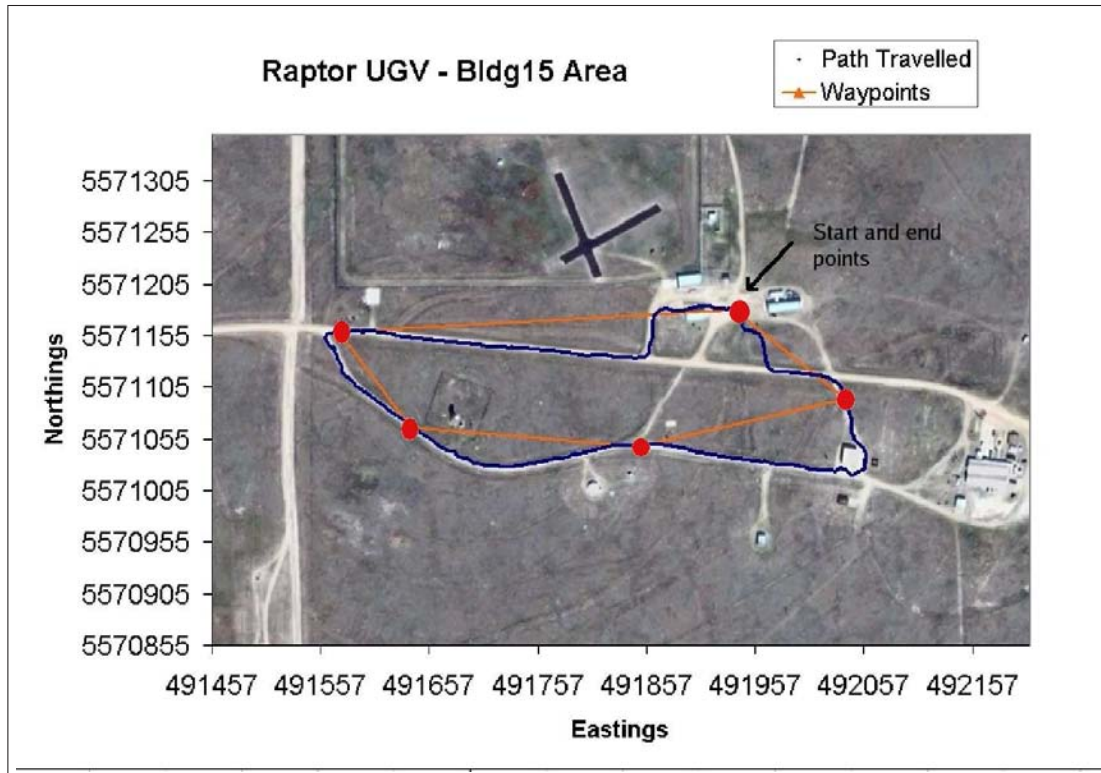 Raptor UGV - Bldg15 Area
Path Travelled
Waypoints
Start and end
points
5571305
5571255
5571205
5571155
5571105
5571055
5571005
5570955
5570905
5570855
Northings
491457 491557 491657 491757 491857 491957 492057 492157
Eastings